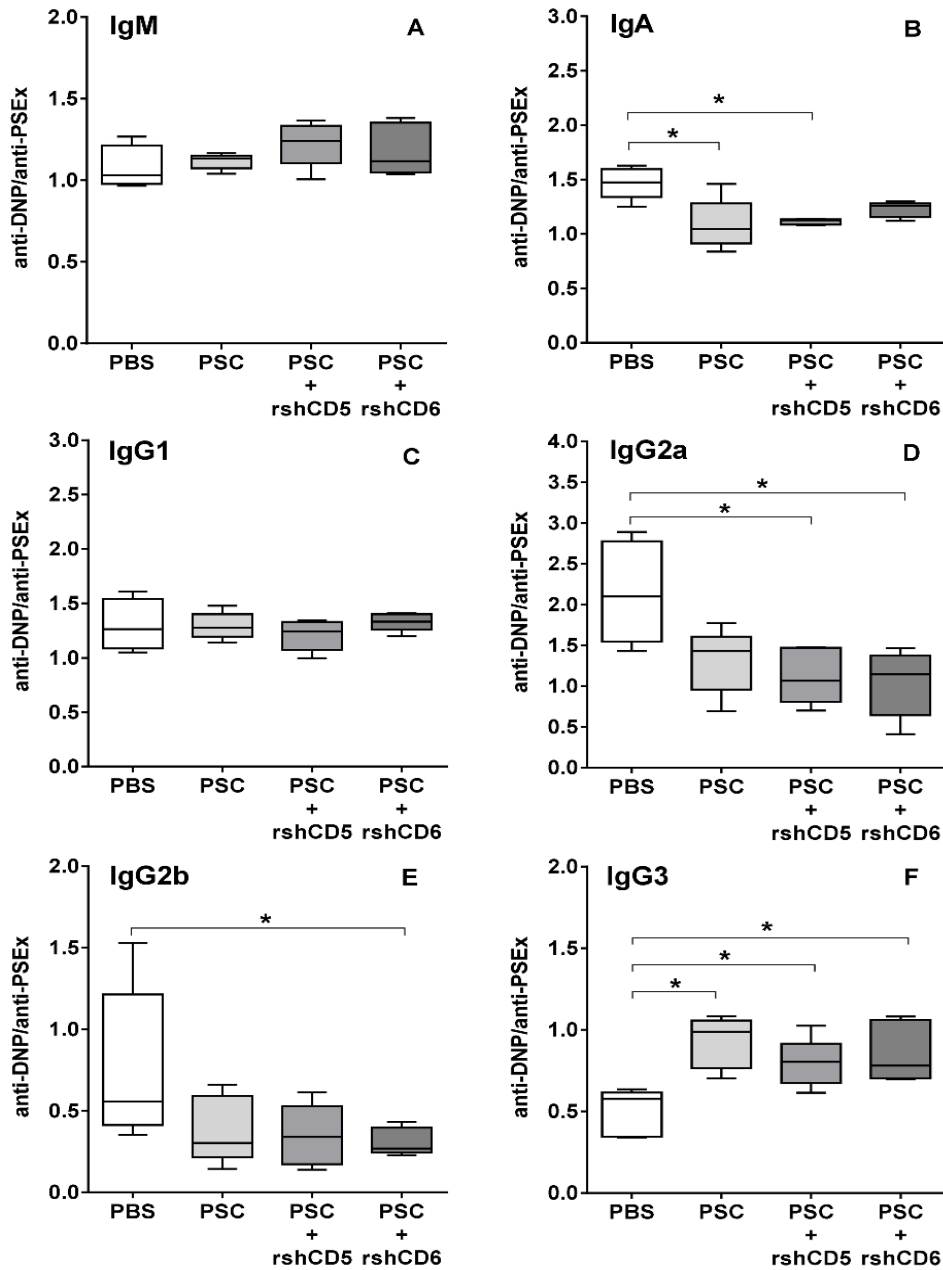 IgM A
anti-DNP/anti-PSEx
2.0
1.5
1.0
0.5
0.0
PBS PSC PSC PSC
+ +
rshCD5 rshCD6
IgA B
anti-DNP/anti-PSEx
3.0
2.5
2.0
1.5
1.0
0.5
0.0
*
*
PBS PSC PSC PSC
+ +
rshCD5 rshCD6
IgG1 C
anti-DNP/anti-PSEx
3.0
2.5
2.0
1.5
1.0
0.5
0.0
PBS PSC PSC PSC
+ +
rshCD5 rshCD6
IgG2a D
anti-DNP/anti-PSEx
4.0
3.5
3.0
2.5
2.0
1.5
1.0
0.5
0.0
*
*
PBS PSC PSC PSC
+ +
rshCD5 rshCD6
IgG2b E
anti-DNP/anti-PSEx
2.0
1.5
1.0
0.5
0.0
*
PBS PSC PSC PSC
+ +
rshCD5 rshCD6
IgG3 F
anti-DNP/anti-PSEx
2.0
1.5
1.0
0.5
0.0
*
*
*
PBS PSC PSC PSC
+ +
rshCD5 rshCD6